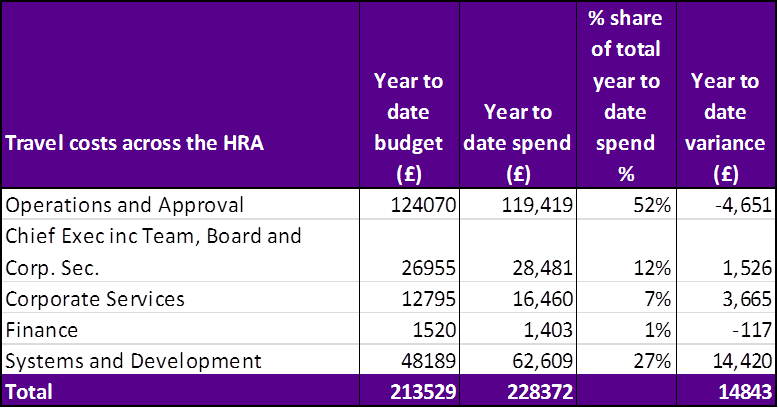 Travel costs across the HRA Year to date budget (£) Year to date spend (£) % share of total year to date spend % Year to date variance (£)
Operations and Approval 124070 119,419 52% -4,651
Chief Exec inc Team, Board and
Corp. Sec. 26955 28,481 12% 1,526
Corporate Services 12795 16,460 7% 3,665
Finance 1520 1,403 1% -117
Systems and Development 48189 62,609 27% 14,420
Total 213529 228372 14843